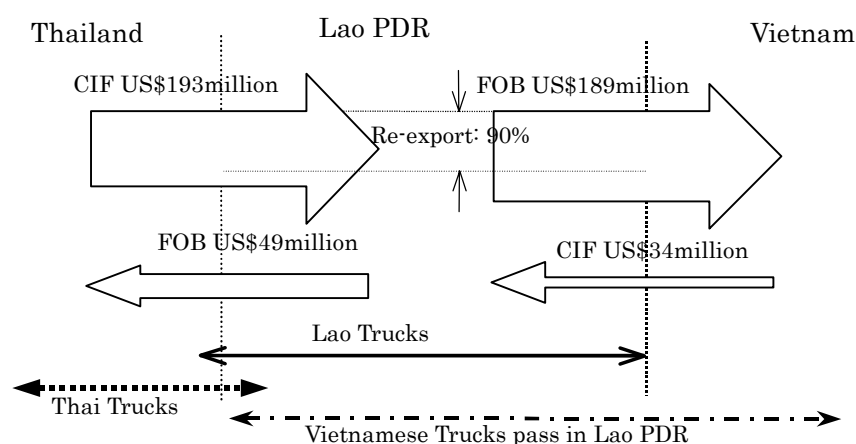 Thailand
Lao PDR
Vietnam
CIF US$193million
FOB US$189million
Re-export: 90%
FOB US$49million
CIF US$34million
Lao Trucks
Thai Trucks
Vietnamese Trucks pass in Lao PDR